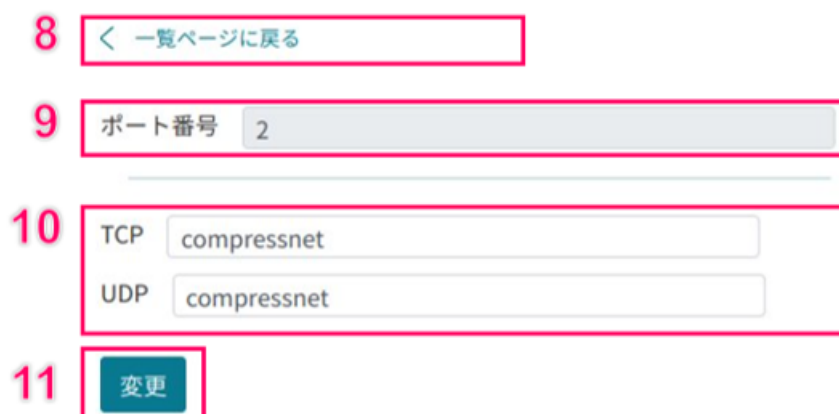 8 く 一覧ページに戻る
9 ポート番号 2
10 TCP compressnet
UDP compressnet
11 変更